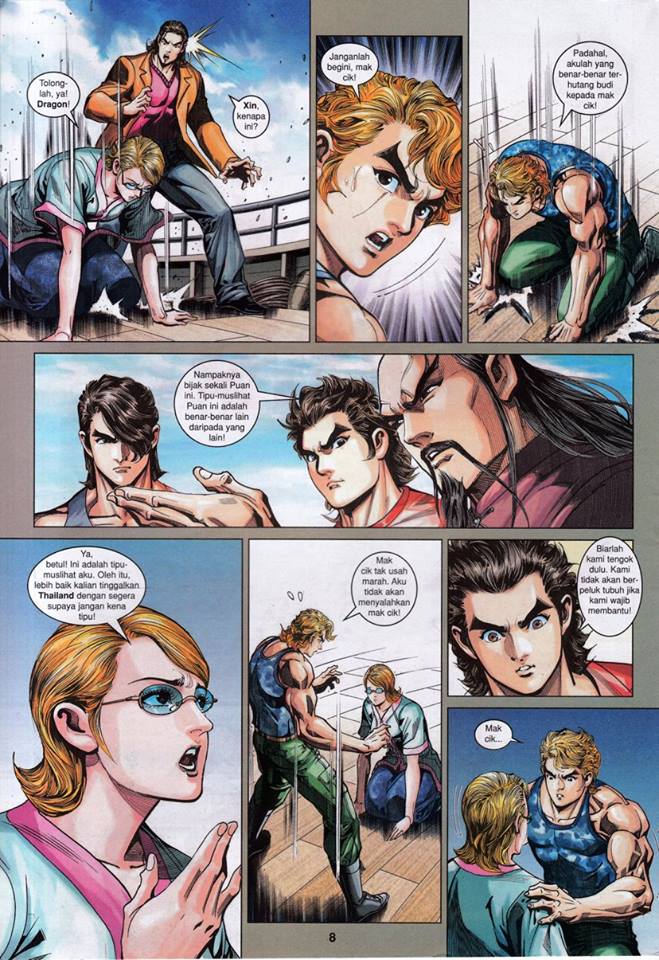 Tolong-
lah, ya!
Dragon!
Xin,
kenapa
ini?
Janganlah
begini, mak
cik!
Padahal,
akulah yang
benar-benar ter-
hutang budi
kepada mak
cik!
Nampaknya
bijak sekali Puan
ini. Tipu-muslihat
Puan ini adalah
benar-benar lain
daripada yang
lain!
Ya,
betul! Ini adalah tipu-
muslihat aku. Oleh itu,
lebih baik kalian tinggalkan
Thailand dengan segera
supaya jangan kena
tipu!
Mak
cik tak usah
marah. Aku
tidak akan
menyalahkan
mak cik!
Biarlah
kami tengok
dulu. Kami
tidak akan ber-
peluk tubuh jika
kami wajib
membantu!
Mak
cik...
8